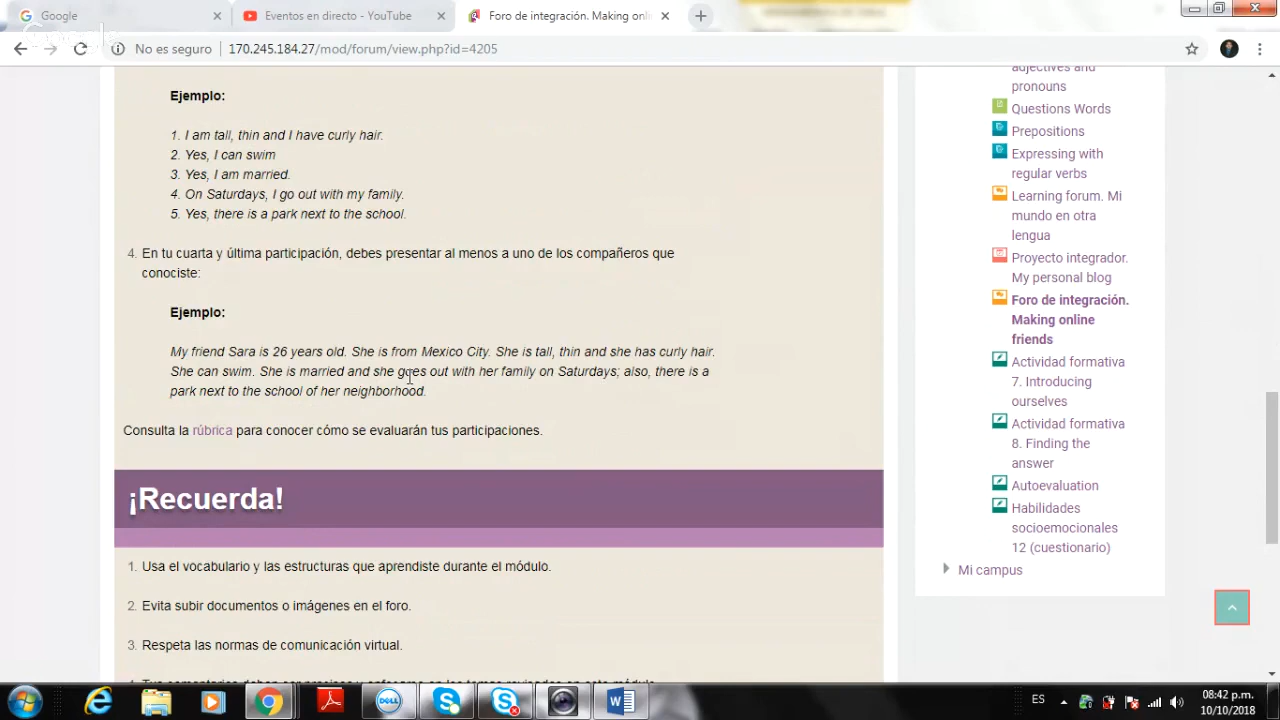 Google
Eventos en directo - YouTube
Foro de integración. Making onlin
No es seguro
170.245.184.27/mod/forum/view.php?id=4205
Ejemplo:
1. I am tall, thin and I have curly hair.
2. Yes, I can swim
3. Yes, I am married.
4. On Saturdays, I go out with my family.
5. Yes, there is a park next to the school.
4. En tu cuarta y última participación, debes presentar al menos a uno de los compañeros que
conociste:
Ejemplo:
My friend Sara is 26 years old. She is from Mexico City. She is tall, thin and she has curly hair.
She can swim. She is married and she goes out with her family on Saturdays; also, there is a
park next to the school of her neighborhood.
Consulta la rúbrica para conocer cómo se evaluarán tus participaciones.
¡Recuerda!
1. Usa el vocabulario y las estructuras que aprendiste durante el módulo.
2. Evita subir documentos o imágenes en el foro.
3. Respeta las normas de comunicación virtual.
adjectives and
pronouns
Questions Words
Prepositions
Expressing with
regular verbs
Learning forum. Mi
mundo en otra
lengua
Proyecto integrador.
My personal blog
Foro de integración.
Making online
friends
Actividad formativa
7. Introducing
ourselves
Actividad formativa
8. Finding the
answer
Autoevaluation
Habilidades
socioemocionales
12 (cuestionario)
Mi campus
DELL
ES
08:42 p.m.
10/10/2018